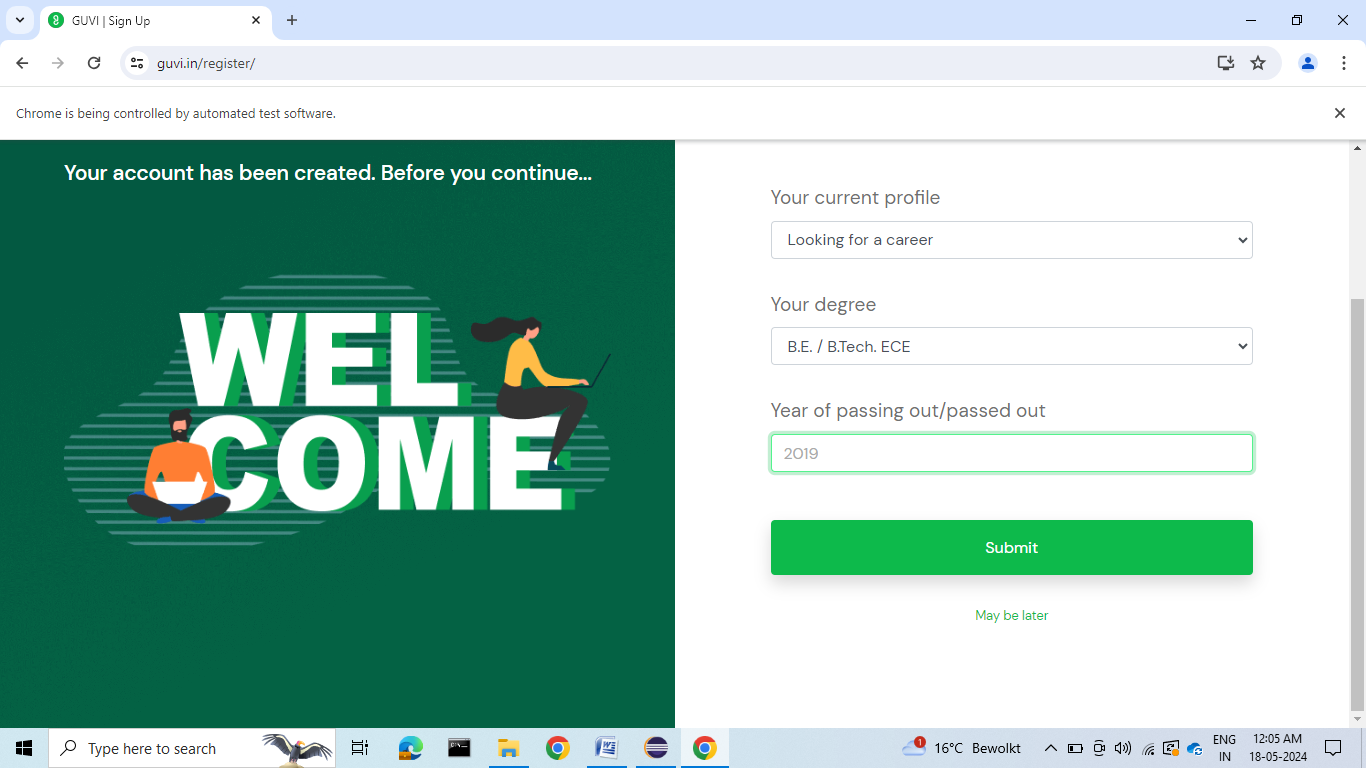 GUVI | Sign Up
guvi.in/register/
Chrome is being controlled by automated test software.
Your account has been created. Before you continue...
WEL
COME
Your current profile
Looking for a career
Your degree
B.E. / B.Tech. ECE
Year of passing out/passed out
2019
Submit
May be later
Type here to search
1
16°C Bewolkt
ENG
IN
12:05 AM
18-05-2024